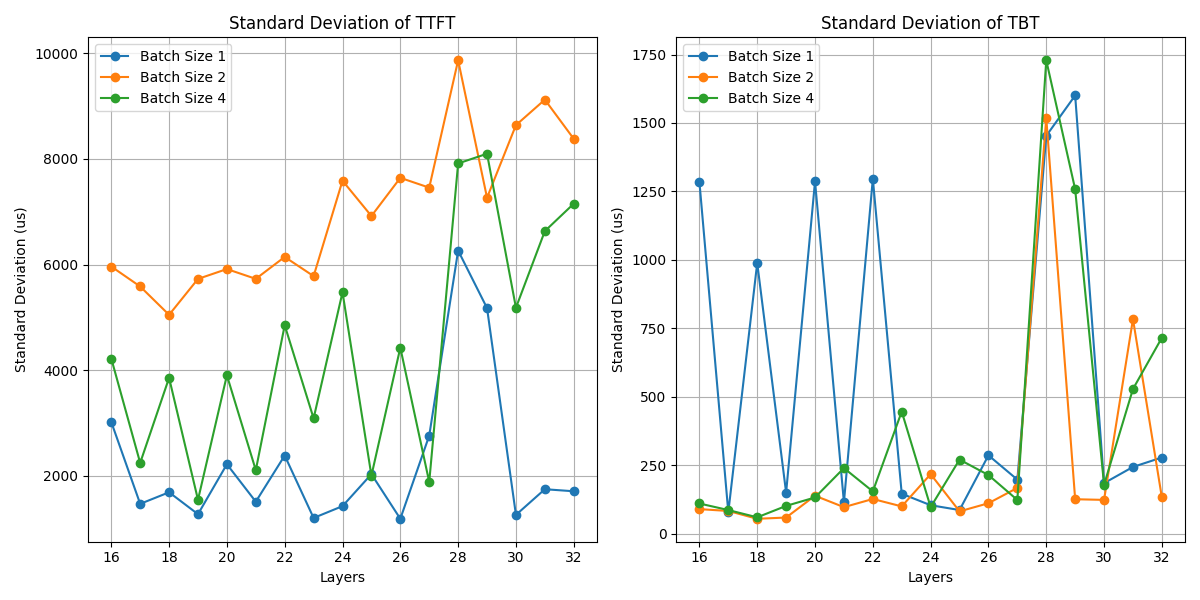 Standard Deviation of TTFT
Batch Size 1
Batch Size 2
Batch Size 4
10000
8000
6000
4000
2000
Standard Deviation (us)
16 18 20 22 24 26 28 30 32
Layers
Standard Deviation of TBT
Batch Size 1
Batch Size 2
Batch Size 4
1750
1500
1250
1000
750
500
250
0
Standard Deviation (us)
16 18 20 22 24 26 28 30 32
Layers